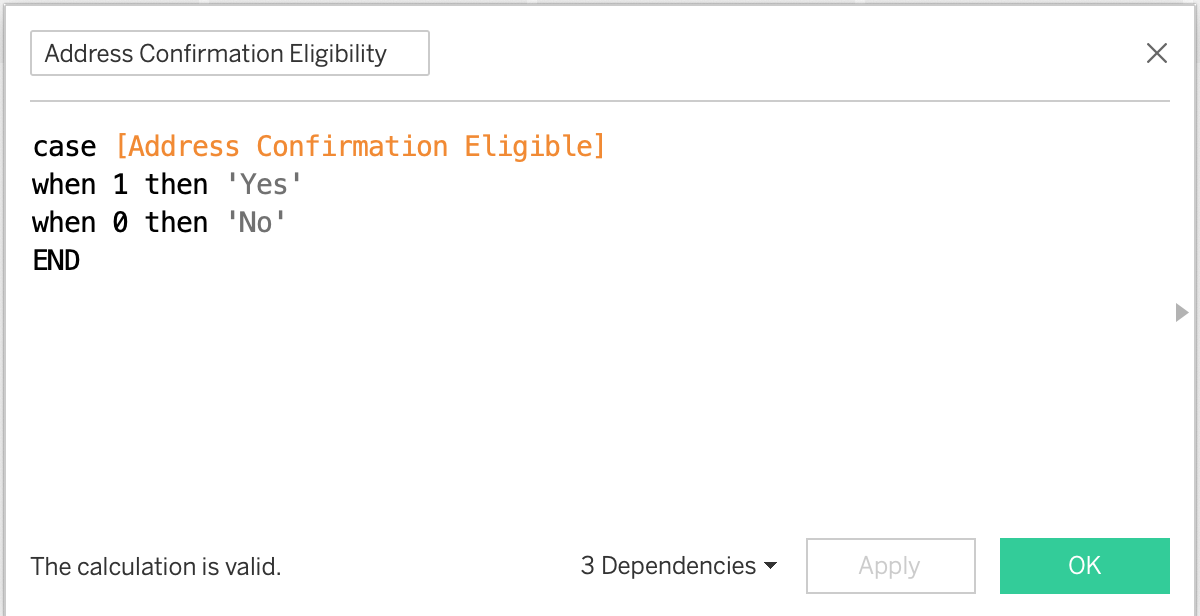 Address Confirmation Eligibility
case [Address Confirmation Eligible]
when 1 then 'Yes'
when 0 then 'No'
END
The calculation is valid.
3 Dependencies
Apply
OK